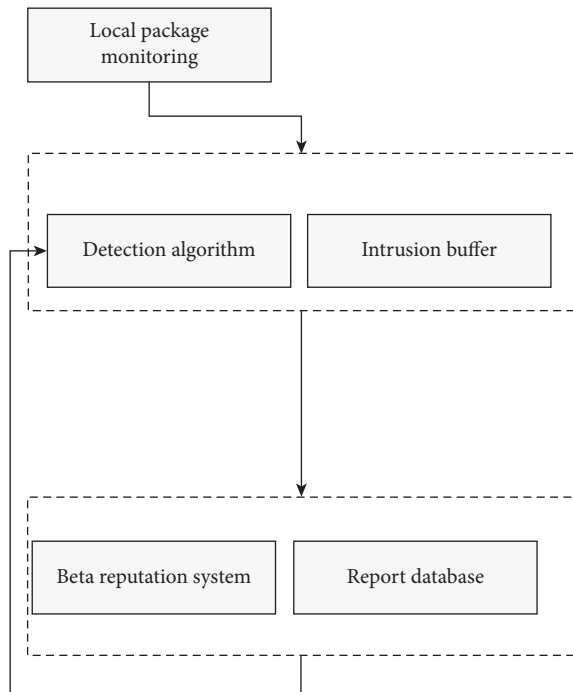 Local package
monitoring
Detection algorithm
Intrusion buffer
Beta reputation system
Report database